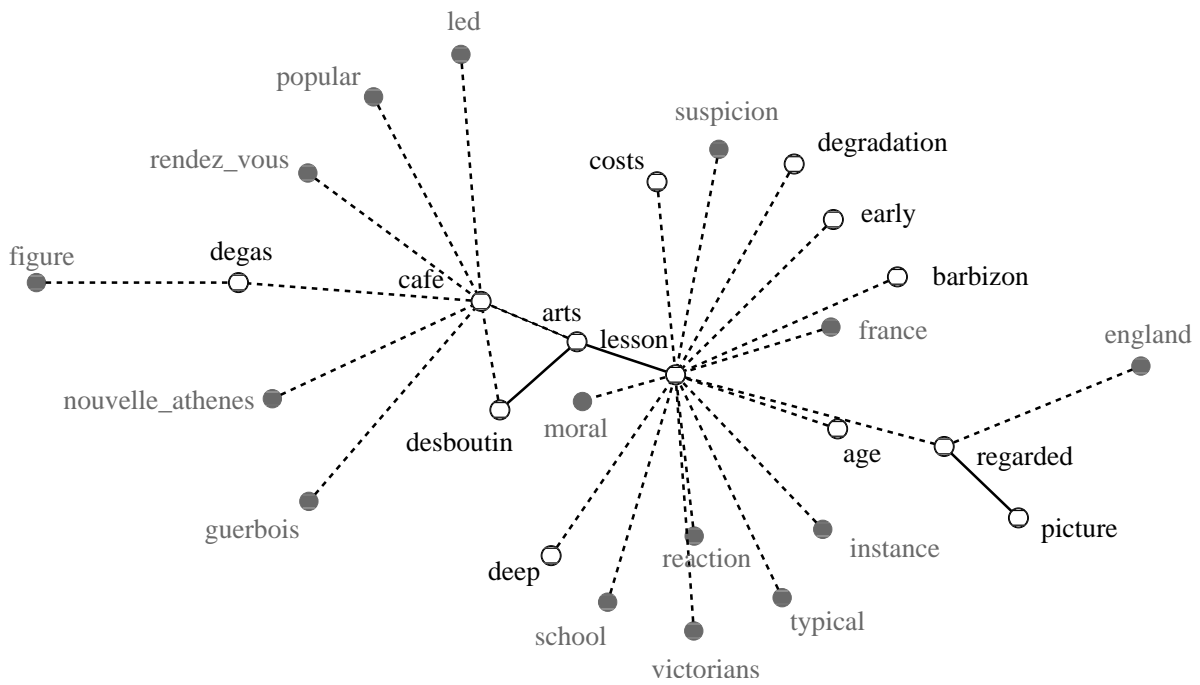 led
popular
suspicion
degradation
costs
rendez_vous
early
figure
degas
cafe
barbizon
arts
lesson
france
england
nouvelle_athenes
moral
desboutin
age
regarded
guerbois
picture
instance
reaction
deep
school
typical
victorians